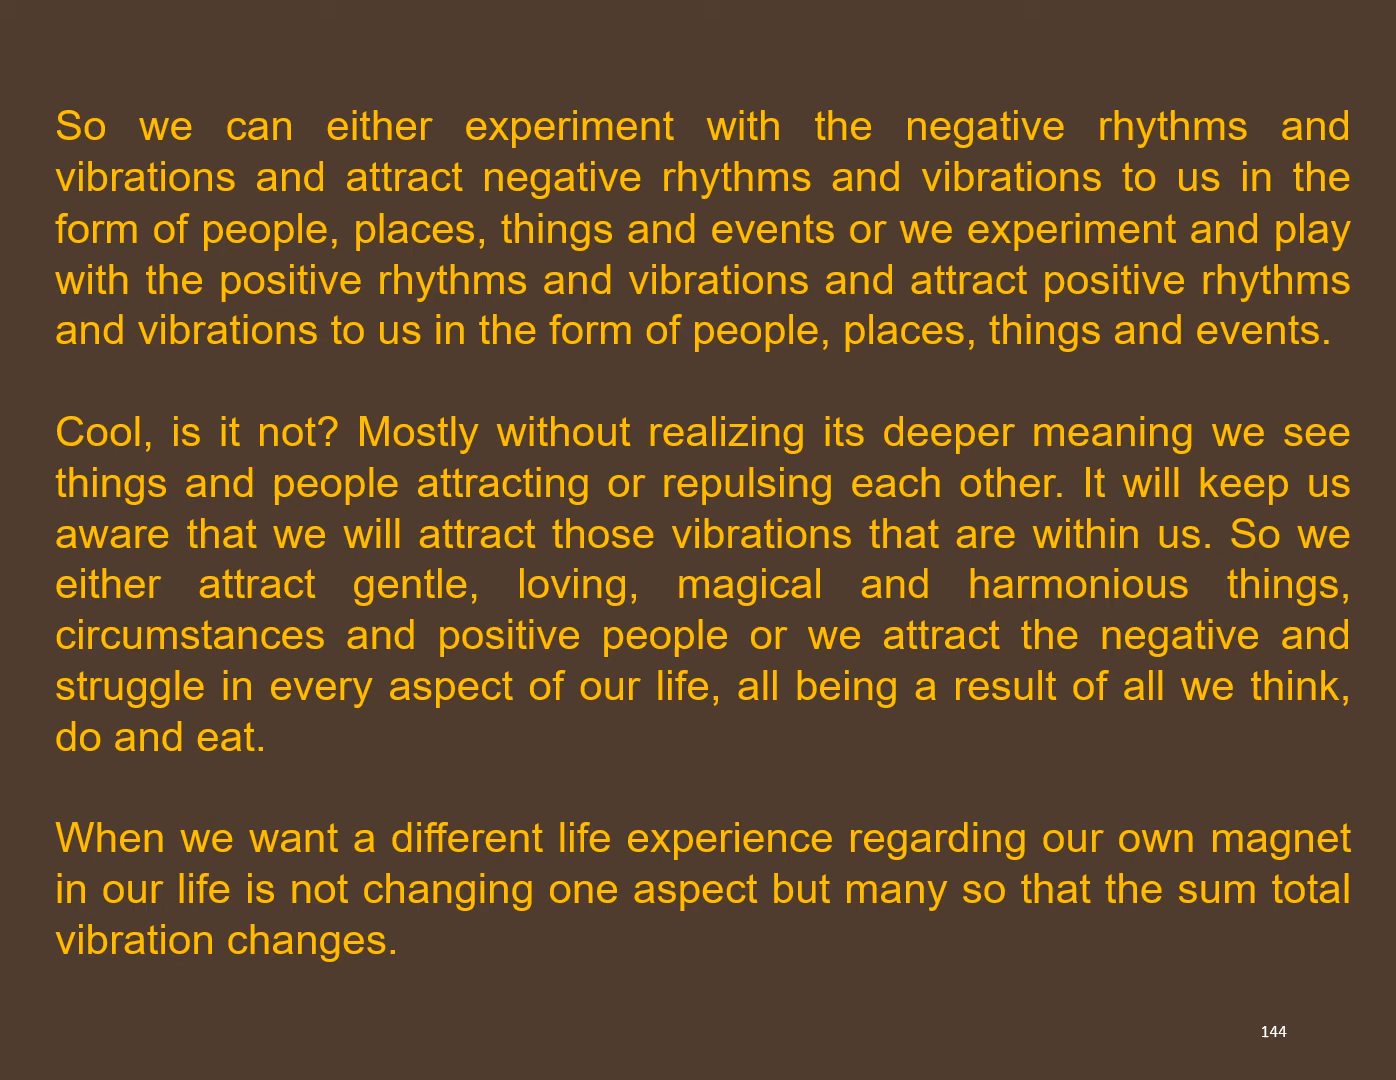 So we can either experiment with the negative rhythms and
vibrations and attract negative rhythms and vibrations to us in the
form of people, places, things and events or we experiment and play
with the positive rhythms and vibrations and attract positive rhythms
and vibrations to us in the form of people, places, things and events.
Cool, is it not? Mostly without realizing its deeper meaning we see
things and people attracting or repulsing each other. It will keep us
aware that we will attract those vibrations that are within us. So we
either attract gentle, loving, magical and harmonious things,
circumstances and positive people or we attract the negative and
struggle in every aspect of our life, all being a result of all we think,
do and eat.
When we want a different life experience regarding our own magnet
in our life is not changing one aspect but many so that the sum total
vibration changes.
144